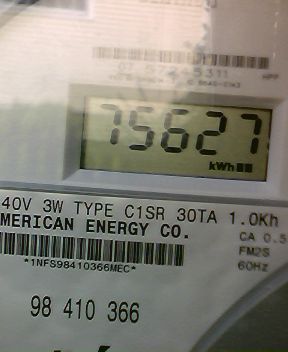 75627
kWh
40V 3W TYPE C1SR 30TA 1.0Kh
MERICAN ENERGY CO.
CA 0.5
FM2S
60Hz
*1NFS98410366MEC*
98 410 366